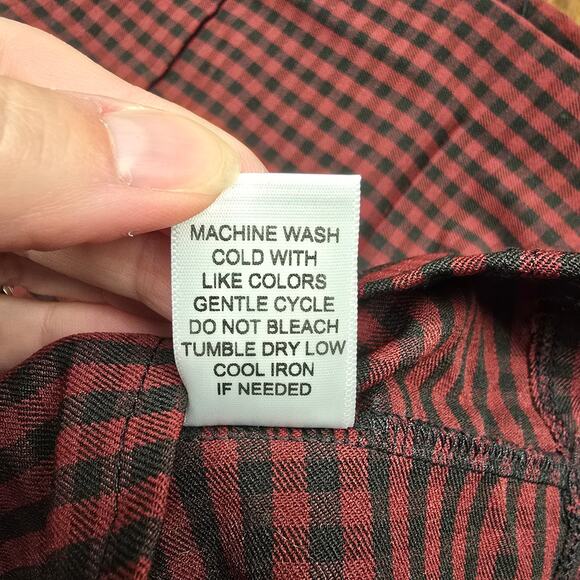 MACHINE WASH
COLD WITH
LIKE COLORS
GENTLE CYCLE
DO NOT BLEACH
TUMBLE DRY LOW
COOL IRON
IF NEEDED